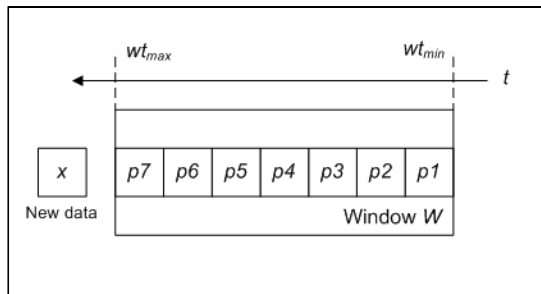 wtmax wtmin
t
x p7 p6 p5 p4 p3 p2 p1
New data
Window W